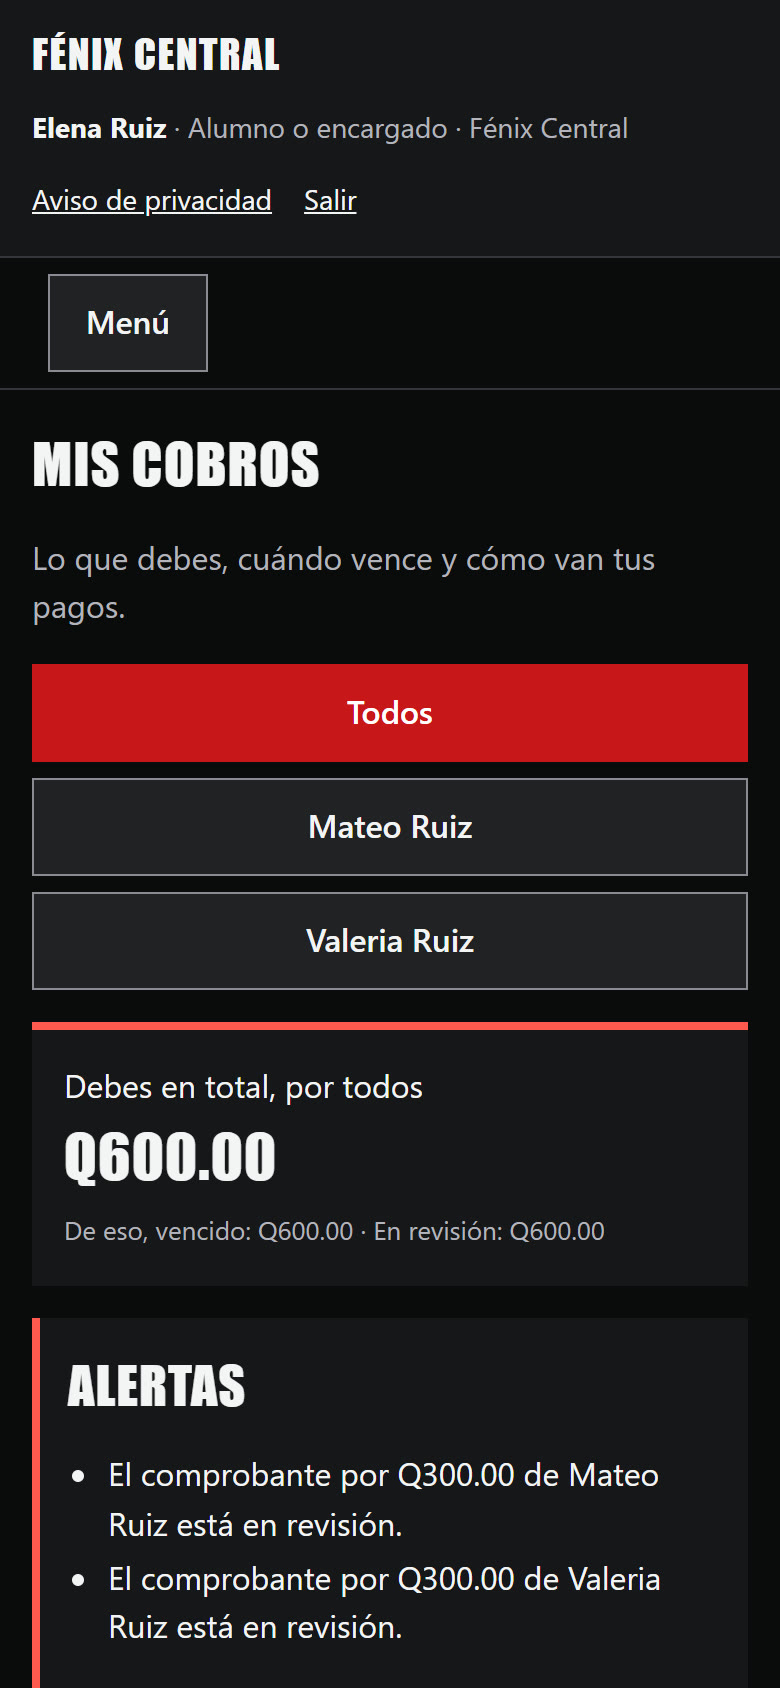 FÉNIX CENTRAL
Elena Ruiz · Alumno o encargado · Fénix Central
Aviso de privacidad Salir
Menú
MIS COBROS
Lo que debes, cuándo vence y cómo van tus
pagos.
Todos
Mateo Ruiz
Valeria Ruiz
Debes en total, por todos
Q600.00
De eso, vencido: Q600.00 · En revisión: Q600.00
ALERTAS
• El comprobante por Q300.00 de Mateo
Ruiz está en revisión.
• El comprobante por Q300.00 de Valeria
Ruiz está en revisión.